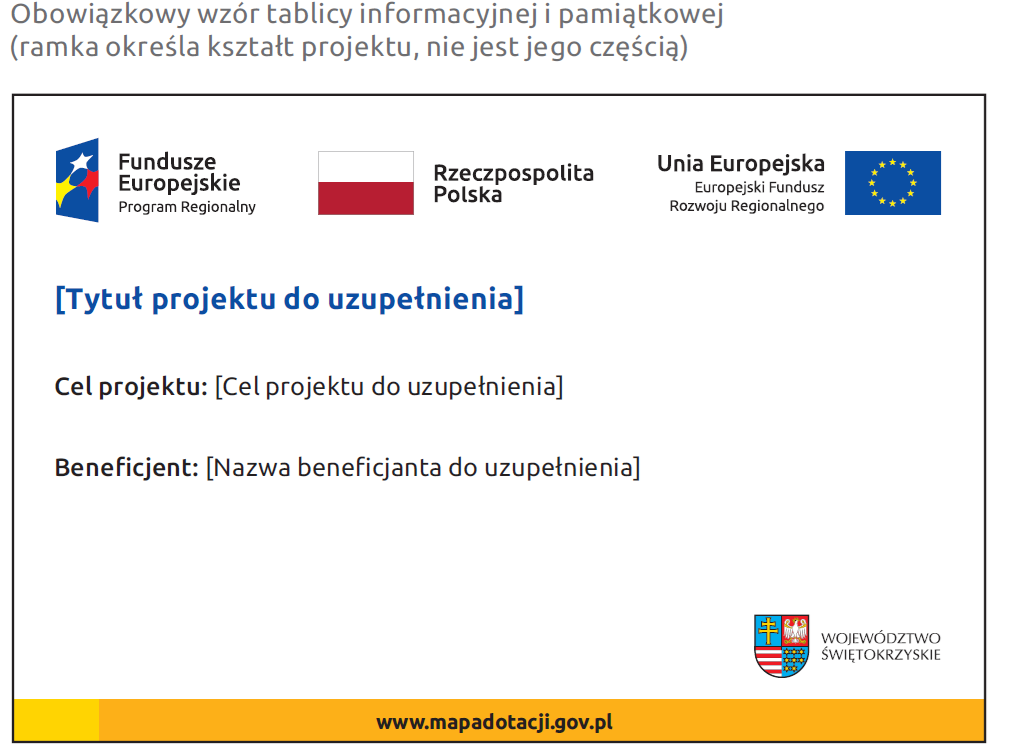 Obowiązkowy wzór tablicy informacyjnej i pamiątkowej
(ramka określa kształt projektu, nie jest jego częścią)
Fundusze
Europejskie
Program Regionalny
Rzeczpospolita
Polska
Unia Europejska
Europejski Fundusz
Rozwoju Regionalnego
[Tytuł projektu do uzupełnienia]
Cel projektu: [Cel projektu do uzupełnienia]
Beneficjent: [Nazwa beneficjanta do uzupełnienia]
WOJEWÓDZTWO
ŚWIĘTOKRZYSKIE
www.mapadotacji.gov.pl